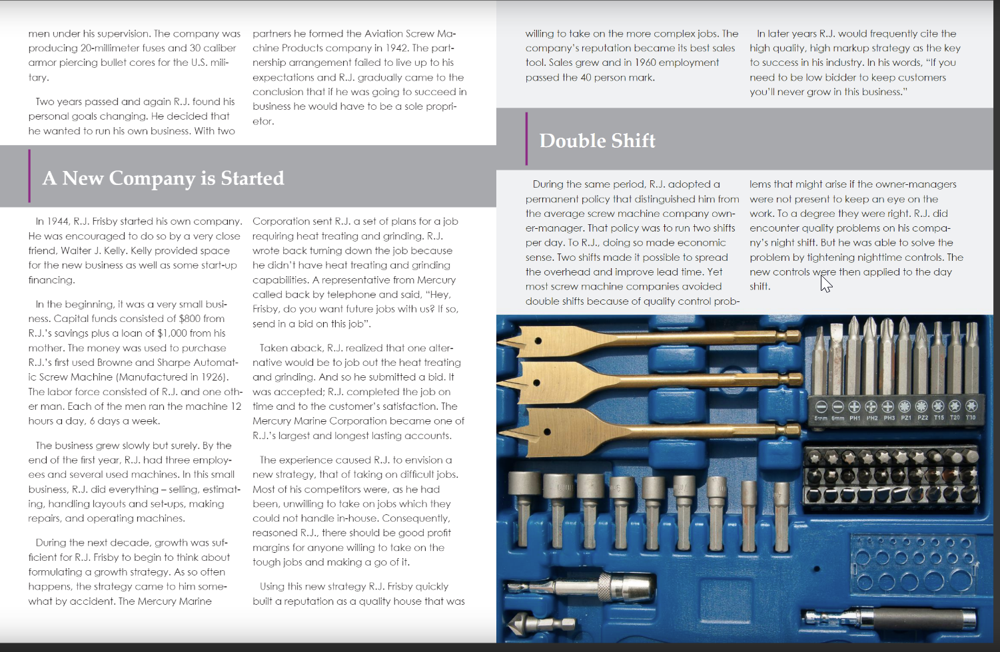 men under his supervision. The company was
producing 20-millimeter fuses and 30 caliber
armor piercing bullet cores for the U.S. mili-
tary.
Two years passed and again R.J. found his
personal goals changing. He decided that
he wanted to run his own business. With two
partners he formed the Aviation Screw Ma-
chine Products company in 1942. The part-
nership arrangement failed to live up to his
expectations and R.J. gradually came to the
conclusion that if he was going to succeed in
business he would have to be a sole propri-
etor.
A New Company is Started
In 1944, R.J. Frisby started his own company.
He was encouraged to do so by a very close
friend, Walter J. Kelly. Kelly provided space
for the new business as well as some start-up
financing.
In the beginning, it was a very small busi-
ness. Capital funds consisted of $800 from
R.J.'s savings plus a loan of $1,000 from his
mother. The money was used to purchase
R.J.'s first used Browne and Sharpe Automat-
ic Screw Machine (Manufactured in 1926).
The labor force consisted of R.J. and one oth-
er man. Each of the men ran the machine 12
hours a day, 6 days a week.
The business grew slowly but surely. By the
end of the first year, R.J. had three employ-
ees and several used machines. In this small
business, R.J. did everything – selling, estimat-
ing, handling layouts and set-ups, making
repairs, and operating machines.
During the next decade, growth was suf-
ficient for R.J. Frisby to begin to think about
formulating a growth strategy. As so often
happens, the strategy came to him some-
what by accident. The Mercury Marine
Corporation sent R.J. a set of plans for a job
requiring heat treating and grinding. R.J.
wrote back turning down the job because
he didn't have heat treating and grinding
capabilities. A representative from Mercury
called back by telephone and said, "Hey,
Frisby, do you want future jobs with us? If so,
send in a bid on this job".
Taken aback, R.J. realized that one alter-
native would be to job out the heat treating
and grinding. And so he submitted a bid. It
was accepted; R.J. completed the job on
time and to the customer's satisfaction. The
Mercury Marine Corporation became one of
R.J.'s largest and longest lasting accounts.
The experience caused R.J. to envision a
new strategy, that of taking on difficult jobs.
Most of his competitors were, as he had
been, unwilling to take on jobs which they
could not handle in-house. Consequently,
reasoned R.J., there should be good profit
margins for anyone willing to take on the
tough jobs and making a go of it.
Using this new strategy R.J. Frisby quickly
built a reputation as a quality house that was
willing to take on the more complex jobs. The
company's reputation became its best sales
tool. Sales grew and in 1960 employment
passed the 40 person mark.
In later years R.J. would frequently cite the
high quality, high markup strategy as the key
to success in his industry. In his words, "If you
need to be low bidder to keep customers
you'll never grow in this business."
Double Shift
During the same period, R.J. adopted a
permanent policy that distinguished him from
the average screw machine company own-
er-manager. That policy was to run two shifts
per day. To R.J., doing so made economic
sense. Two shifts made it possible to spread
the overhead and improve lead time. Yet
most screw machine companies avoided
double shifts because of quality control prob-
lems that might arise if the owner-managers
were not present to keep an eye on the
work. To a degree they were right. R.J. did
encounter quality problems on his compa-
ny's night shift. But he was able to solve the
problem by tightening nighttime controls. The
new controls were then applied to the day
shift.
5mm 6mm PH1 PH2 PH3 PZ1 PZ2 T15 T20